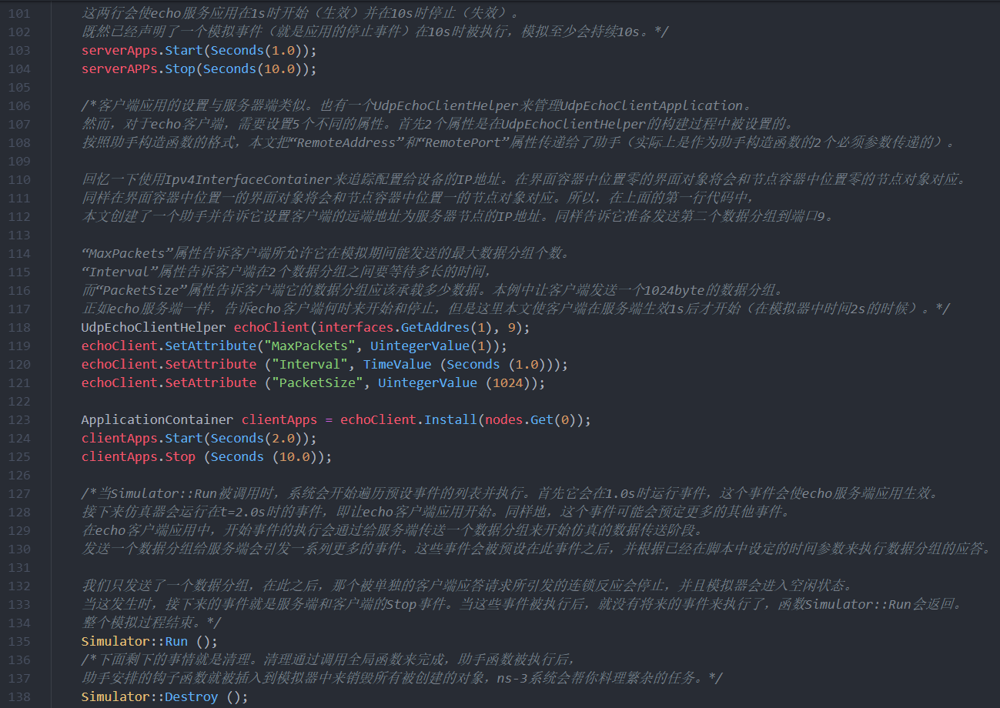 101 这两行会使echo服务应用在1s时开始（生效）并在10s时停止（失效）。
102 既然已经声明了一个模拟事件（就是应用的停止事件）在10s时被执行，模拟至少会持续10s。*/
103 serverApps.Start(Seconds(1.0));
104 serverAPPs.Stop(Seconds(10.0));
105
106 /*客户端应用的设置与服务器端类似。也有一个UdpEchoClientHelper来管理UdpEchoClientApplication。
107 然而，对于echo客户端，需要设置5个不同的属性。首先2个属性是在UdpEchoClientHelper的构建过程中被设置的。
108 按照助手构造函数的格式，本文把“RemoteAddress”和“RemotePort”属性传递给了助手（实际上是作为助手构造函数的2个必须参数传递的）。
109
110 回忆一下使用Ipv4InterfaceContainer来追踪配置给设备的IP地址。在界面容器中位置零的界面对象将会和节点容器中位置零的节点对象对应。
111 同样在界面容器中位置一的界面对象将会和节点容器中位置一的节点对象对应。所以，在上面的第一行代码中，
112 本文创建了一个助手并告诉它设置客户端的远端地址为服务器节点的IP地址。同样告诉它准备发送第二个数据分组到端口9。
113
114 “MaxPackets”属性告诉客户端所允许它在模拟期间能发送的最大数据分组个数。
115 “Interval”属性告诉客户端在2个数据分组之间要等待多长的时间，
116 而“PacketSize”属性告诉客户端它的数据分组应该承载多少数据。本例中让客户端发送一个1024byte的数据分组。
117 正如echo服务端一样，告诉echo客户端何时来开始和停止，但是这里本文使客户端在服务端生效1s后才开始（在模拟器中时间2s的时候）。*/
118 UdpEchoClientHelper echoClient(interfaces.GetAddres(1), 9);
119 echoClient.SetAttribute("MaxPackets", UintegerValue(1));
120 echoClient.SetAttribute ("Interval", TimeValue (Seconds (1.0)));
121 echoClient.SetAttribute ("PacketSize", UintegerValue (1024));
122
123 ApplicationContainer clientApps = echoClient.Install(nodes.Get(0));
124 clientApps.Start(Seconds(2.0));
125 clientApps.Stop (Seconds (10.0));
126
127 /*当Simulator::Run被调用时，系统会开始遍历预设事件的列表并执行。首先它会在1.0s时运行事件，这个事件会使echo服务端应用生效。
128 接下来仿真器会运行在t=2.0s时的事件，即让echo客户端应用开始。同样地，这个事件可能会预定更多的其他事件。
129 在echo客户端应用中，开始事件的执行会通过给服务端传送一个数据分组来开始仿真的数据传送阶段。
130 发送一个数据分组给服务端会引发一系列更多的事件。这些事件会被预设在此事件之后，并根据已经在脚本中设定的时间参数来执行数据分组的应答。
131
132 我们只发送了一个数据分组，在此之后，那个被单独的客户端应答请求所引发的连锁反应会停止，并且模拟器会进入空闲状态。
133 当这发生时，接下来的事件就是服务端和客户端的Stop事件。当这些事件被执行后，就没有将来的事件来执行了，函数Simulator::Run会返回。
134 整个模拟过程结束。*/
135 Simulator::Run ();
136 /*下面剩下的事情就是清理。清理通过调用全局函数来完成，助手函数被执行后，
137 助手安排的钩子函数就被插入到模拟器中来销毁所有被创建的对象，ns-3系统会帮你料理繁杂的任务。*/
138 Simulator::Destroy ();